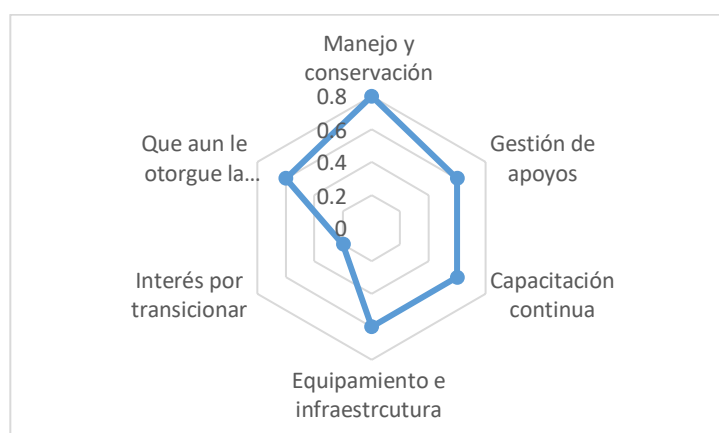 Manejo y
conservación
0.8
0.6
0.4
0.2
0
Gestión de
apoyos
Capacitación
continua
Equipamiento e
infraestrcutura
Interés por
transicionar
Que aun le
otorgue la…